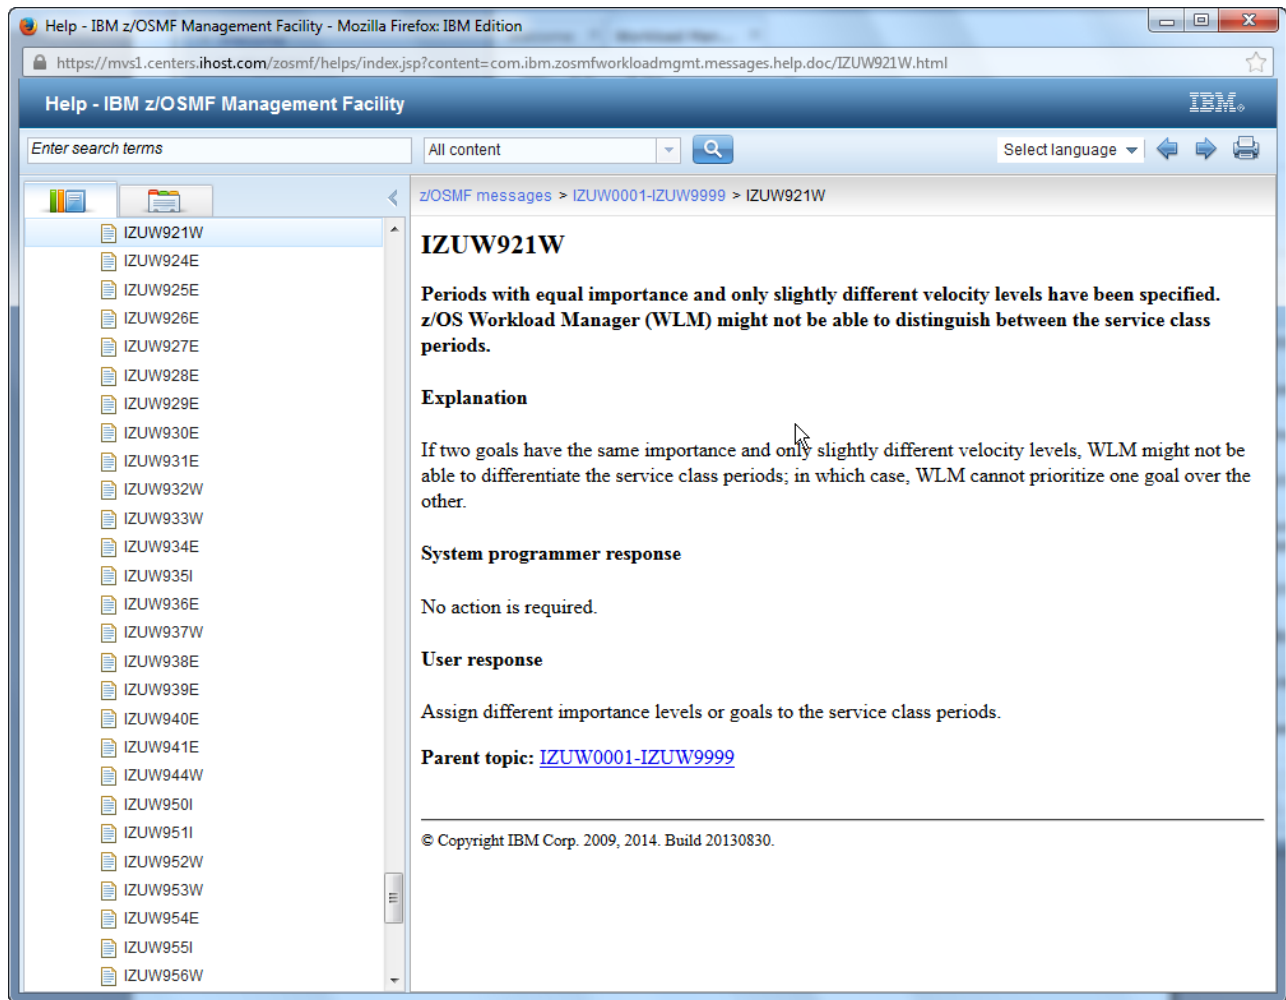 Help - IBM z/OSMF Management Facility - Mozilla Firefox: IBM Edition
https://mvs1.centers.ihost.com/zosmf/helps/index.jsp?content=com.ibm.zosmfworkloadmgmt.messages.help.doc/IZUW921W.html
Help - IBM z/OSMF Management Facility
IBM®
Enter search terms
All content
Select language
z/OSMF messages > IZUW0001-IZUW9999 > IZUW921W
IZUW921W
IZUW924E
IZUW925E
IZUW926E
IZUW927E
IZUW928E
IZUW929E
IZUW930E
IZUW931E
IZUW932W
IZUW933W
IZUW934E
IZUW935I
IZUW936E
IZUW937W
IZUW938E
IZUW939E
IZUW940E
IZUW941E
IZUW944W
IZUW950I
IZUW951I
IZUW952W
IZUW953W
IZUW954E
IZUW955I
IZUW956W
IZUW921W
Periods with equal importance and only slightly different velocity levels have been specified.
z/OS Workload Manager (WLM) might not be able to distinguish between the service class
periods.
Explanation
If two goals have the same importance and only slightly different velocity levels, WLM might not be
able to differentiate the service class periods; in which case, WLM cannot prioritize one goal over the
other.
System programmer response
No action is required.
User response
Assign different importance levels or goals to the service class periods.
Parent topic: IZUW0001-IZUW9999
© Copyright IBM Corp. 2009, 2014. Build 20130830.